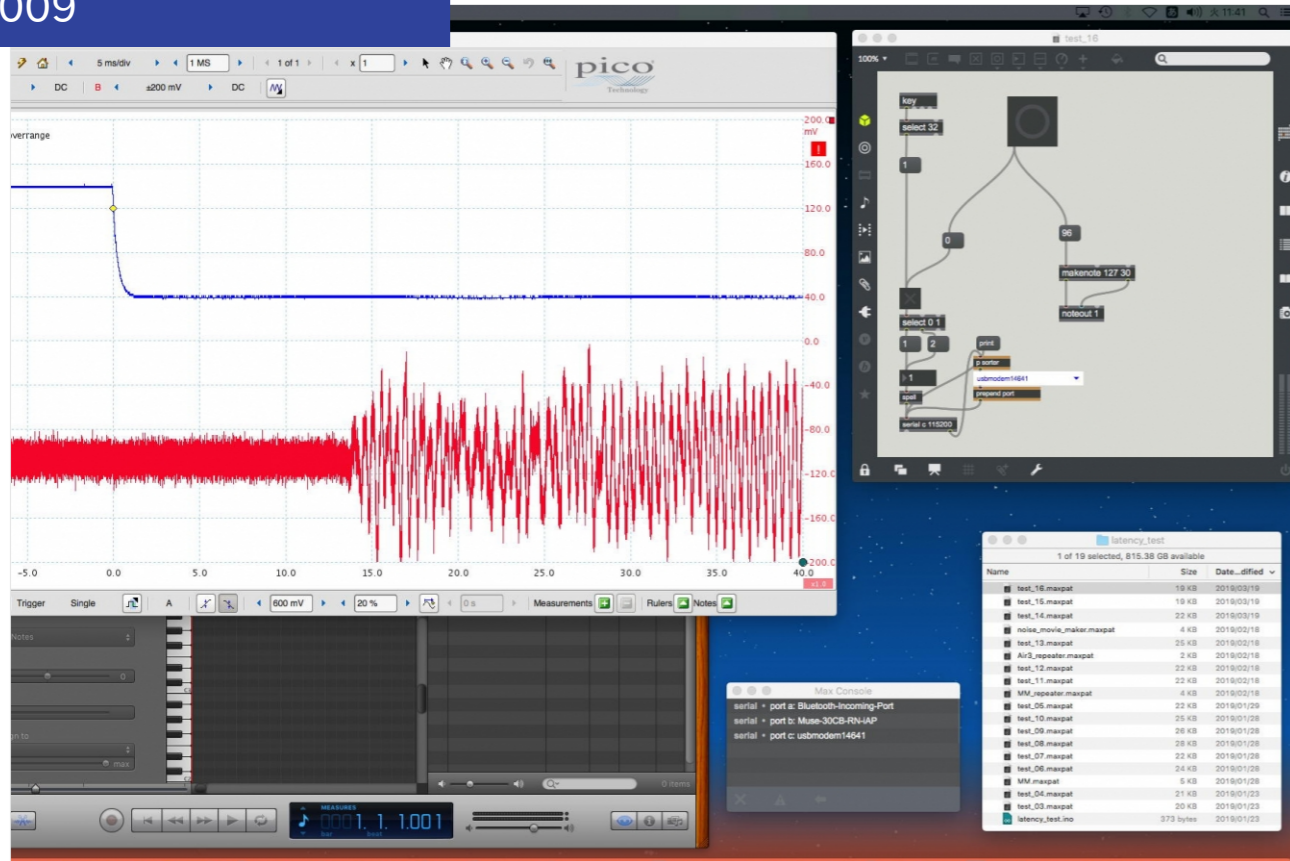 009
火 11:41
5 ms/div
1 MS
1 of 1
x 1
pico
Technology
DC
B
±200 mV
DC
verrange
200.0
mV
160.0
120.0
80.0
40.0
0.0
-40.0
-80.0
-120.0
-160.0
-200.0
x1.0
-5.0 0.0 5.0 10.0 15.0 20.0 25.0 30.0 35.0 40.0
Trigger Single A 600 mV 20 % 0 s Measurements Rulers Notes
test_16
100%
key
select 32
1
0
96
makenote 127 30
noteout 1
select 0 1
1 2
print
p sorter
1
usbmodem14641
spell
prepend port
serial c 115200
latency_test
1 of 19 selected, 815.38 GB available
Name Size Date...dified
test_16.maxpat 19 KB 2019/03/19
test_15.maxpat 19 KB 2019/03/19
test_14.maxpat 22 KB 2019/03/19
noise_movie_maker.maxpat 4 KB 2019/02/18
test_13.maxpat 25 KB 2019/02/18
Air3_repeater.maxpat 2 KB 2019/02/18
test_12.maxpat 22 KB 2019/02/18
test_11.maxpat 22 KB 2019/02/18
MM_repeater.maxpat 4 KB 2019/02/18
test_05.maxpat 22 KB 2019/01/29
test_10.maxpat 25 KB 2019/01/28
test_09.maxpat 26 KB 2019/01/28
test_08.maxpat 28 KB 2019/01/28
test_07.maxpat 22 KB 2019/01/28
test_06.maxpat 24 KB 2019/01/28
MM.maxpat 5 KB 2019/01/28
test_04.maxpat 21 KB 2019/01/23
test_03.maxpat 20 KB 2019/01/23
latency_test.ino 373 bytes 2019/01/23
Max Console
serial • port a: Bluetooth-Incoming-Port
serial • port b: Muse-30CB-RN-iAP
serial • port c: usbmodem14641
Notes
0
gn to
max
0 items
MEASURES
0001. 1. 1.001
bar beat